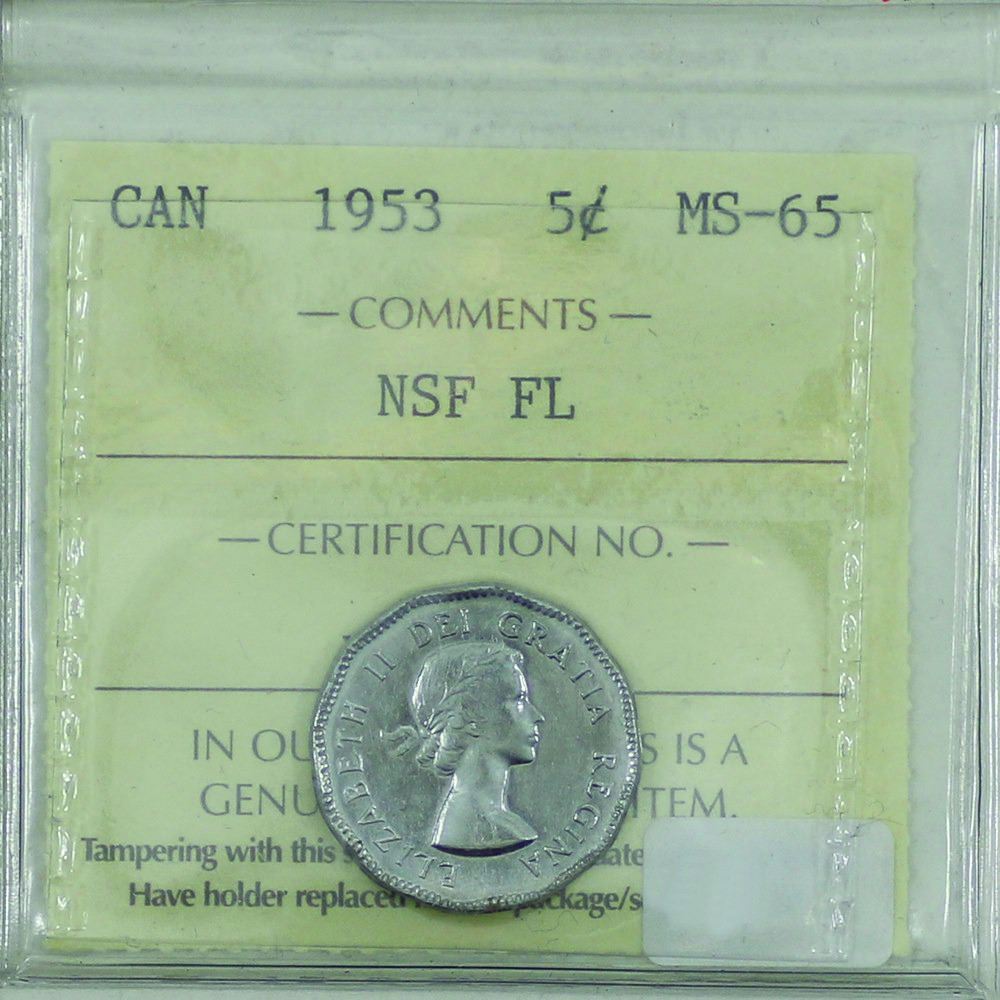 CAN 1953 5¢ MS-65
— COMMENTS —
NSF FL
— CERTIFICATION NO. —
ELIZABETH II DEI GRATIA REGINA
IN OU S IS A
GENU ITEM.
Tampering with this
Have holder replaced